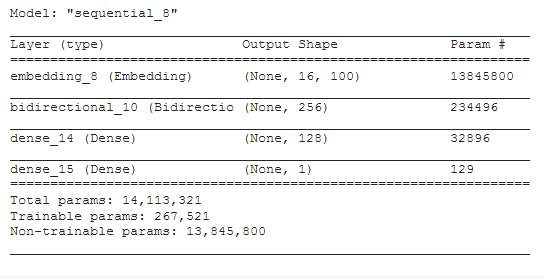 Model: "sequential_8"
Layer (type) Output Shape Param #
embedding_8 (Embedding) (None, 16, 100) 13845800
bidirectional_10 (Bidirectio (None, 256) 234496
dense_14 (Dense) (None, 128) 32896
dense_15 (Dense) (None, 1) 129
Total params: 14,113,321
Trainable params: 267,521
Non-trainable params: 13,845,800